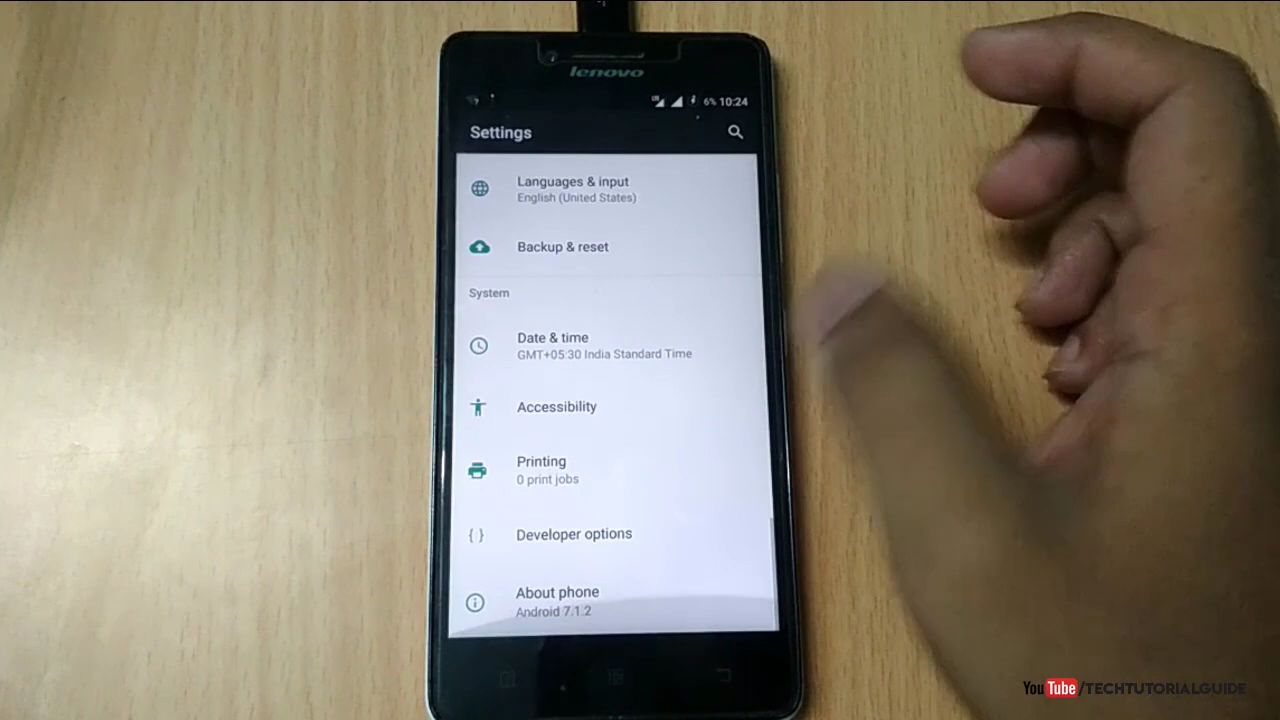 lenovo
6% 10:24
Settings
Languages & input
English (United States)
Backup & reset
System
Date & time
GMT+05:30 India Standard Time
Accessibility
Printing
0 print jobs
{ } Developer options
About phone
Android 7.1.2
YouTube/TECHTUTORIALGUIDE